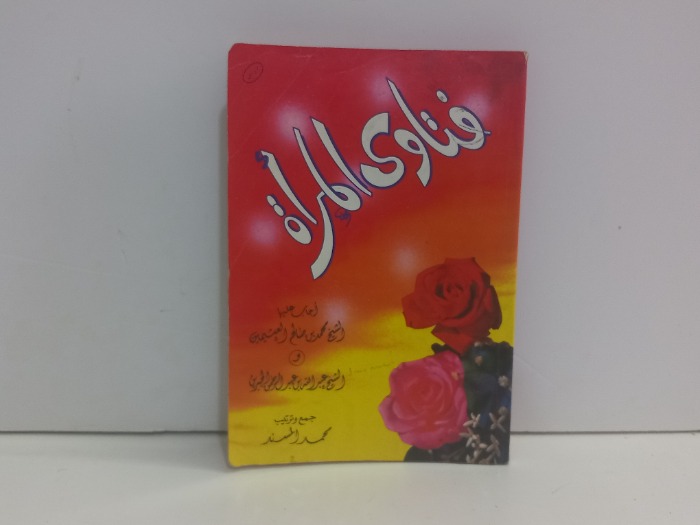 فتاوى المرأة
أجاب عليها
الشيخ محمد بن صالح العثيمين
و
الشيخ عبد الله بن عبد الرحمن الجبرين
جمع وترتيب
محمد المسند